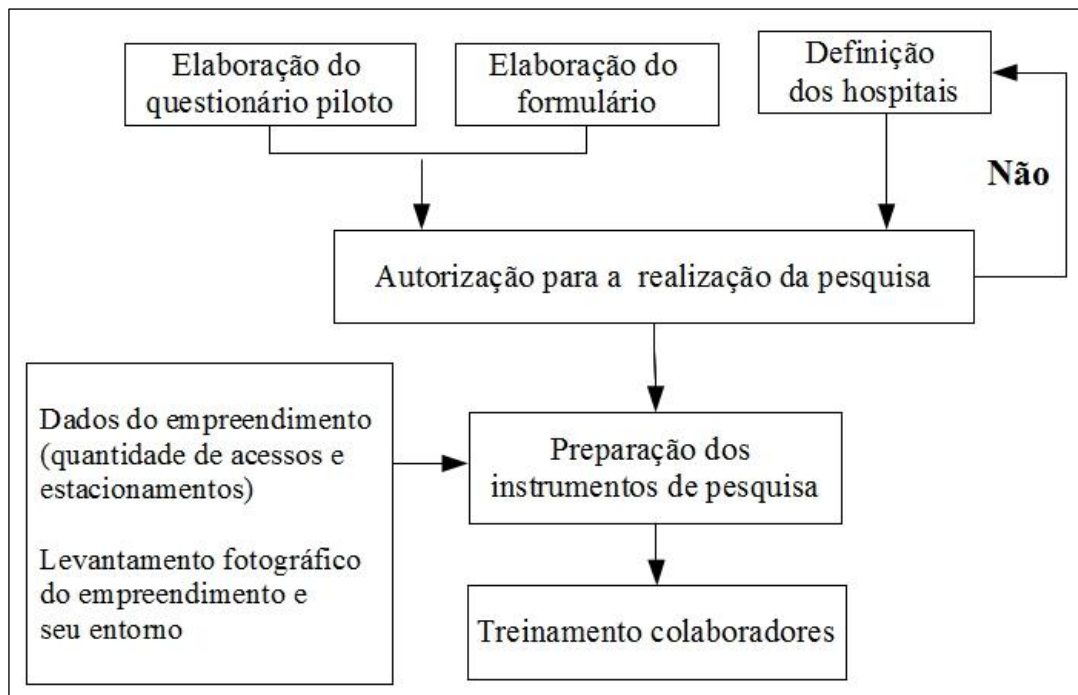 Elaboração do
questionário piloto
Elaboração do
formulário
Definição
dos hospitais
Não
Autorização para a realização da pesquisa
Dados do empreendimento
(quantidade de acessos e
estacionamentos)
Levantamento fotográfico
do empreendimento e
seu entorno
Preparação dos
instrumentos de pesquisa
Treinamento colaboradores